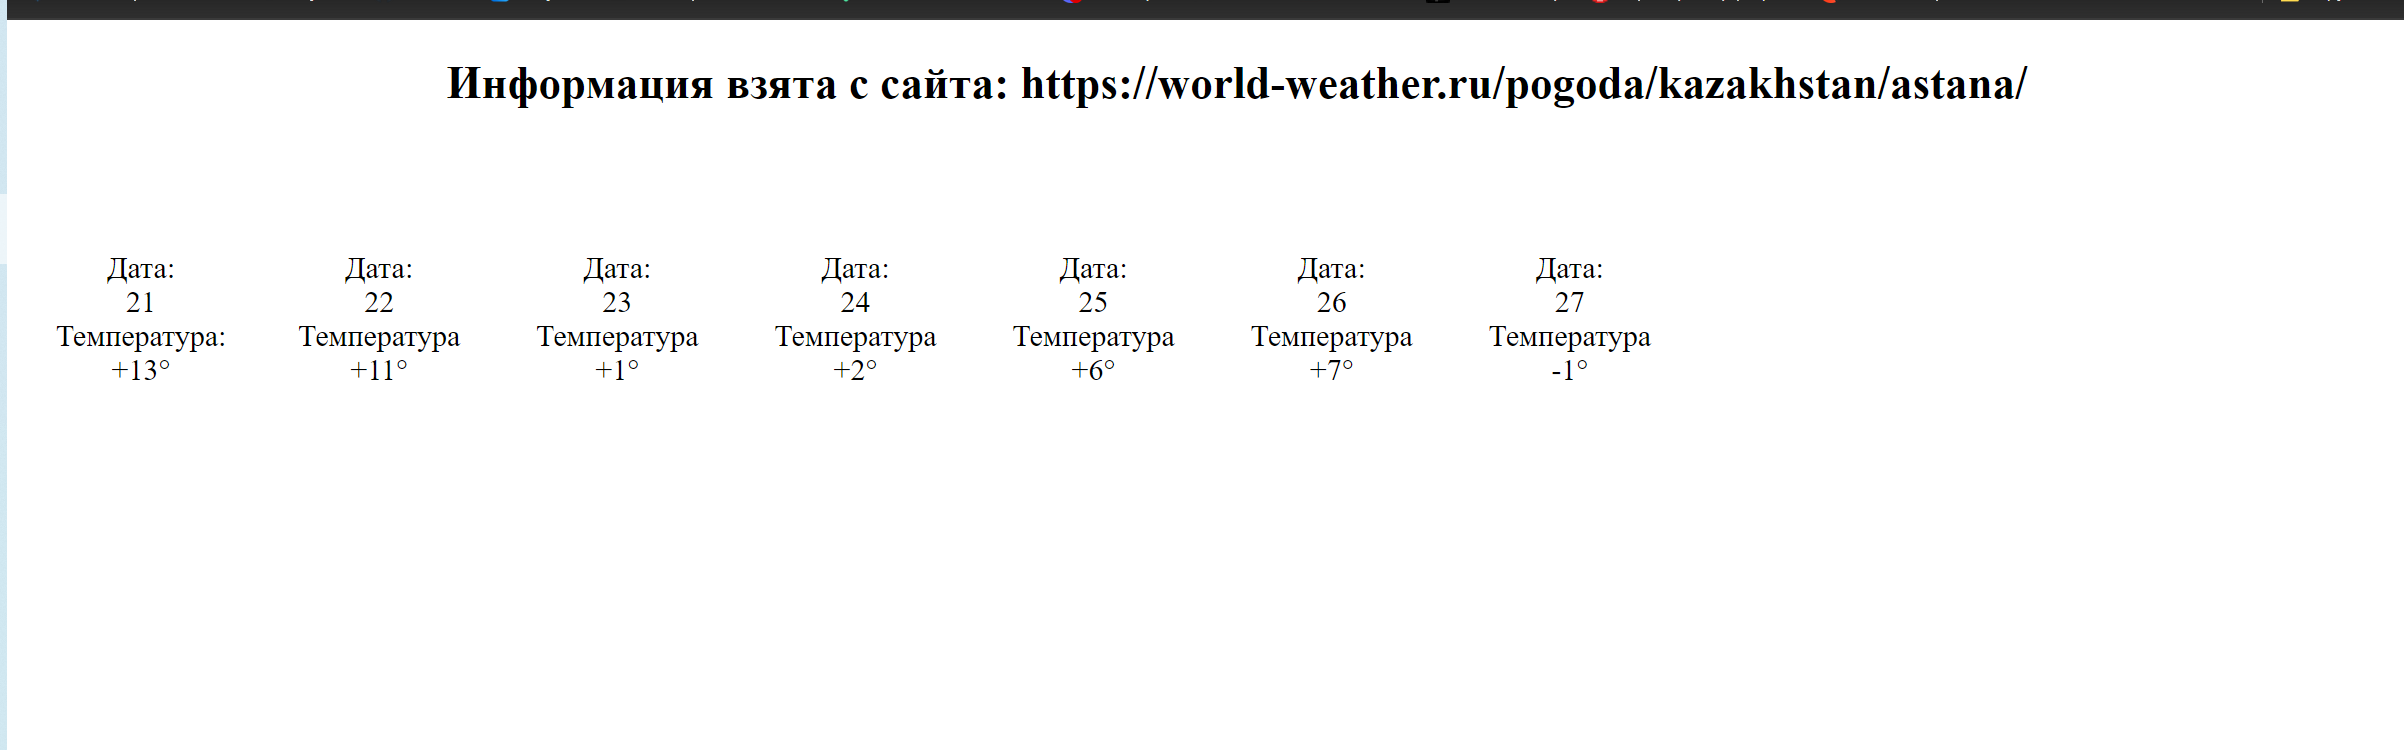 Информация взята с сайта: https://world-weather.ru/pogoda/kazakhstan/astana/
Дата:
21
Температура:
+13°
Дата:
22
Температура
+11°
Дата:
23
Температура
+1°
Дата:
24
Температура
+2°
Дата:
25
Температура
+6°
Дата:
26
Температура
+7°
Дата:
27
Температура
-1°